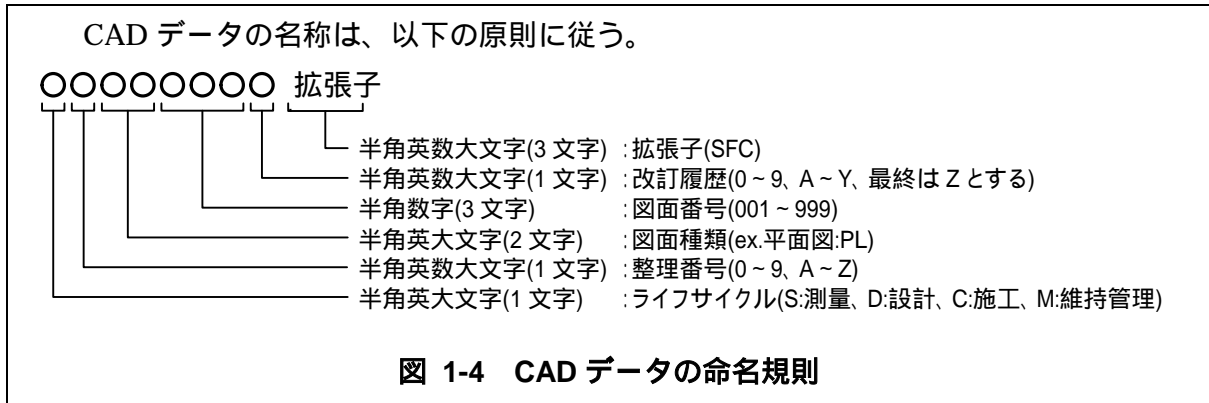 CAD データの名称は、以下の原則に従う。
○○○○○○○○ 拡張子
半角英数大文字(3 文字) :拡張子(SFC)
半角英数大文字(1 文字) :改訂履歴(0～9、A～Y、最終は Z とする)
半角数字(3 文字) :図面番号(001～999)
半角英大文字(2 文字) :図面種類(ex.平面図:PL)
半角英数大文字(1 文字) :整理番号(0～9、A～Z)
半角英大文字(1 文字) :ライフサイクル(S:測量、D:設計、C:施工、M:維持管理)
図 1-4 CAD データの命名規則